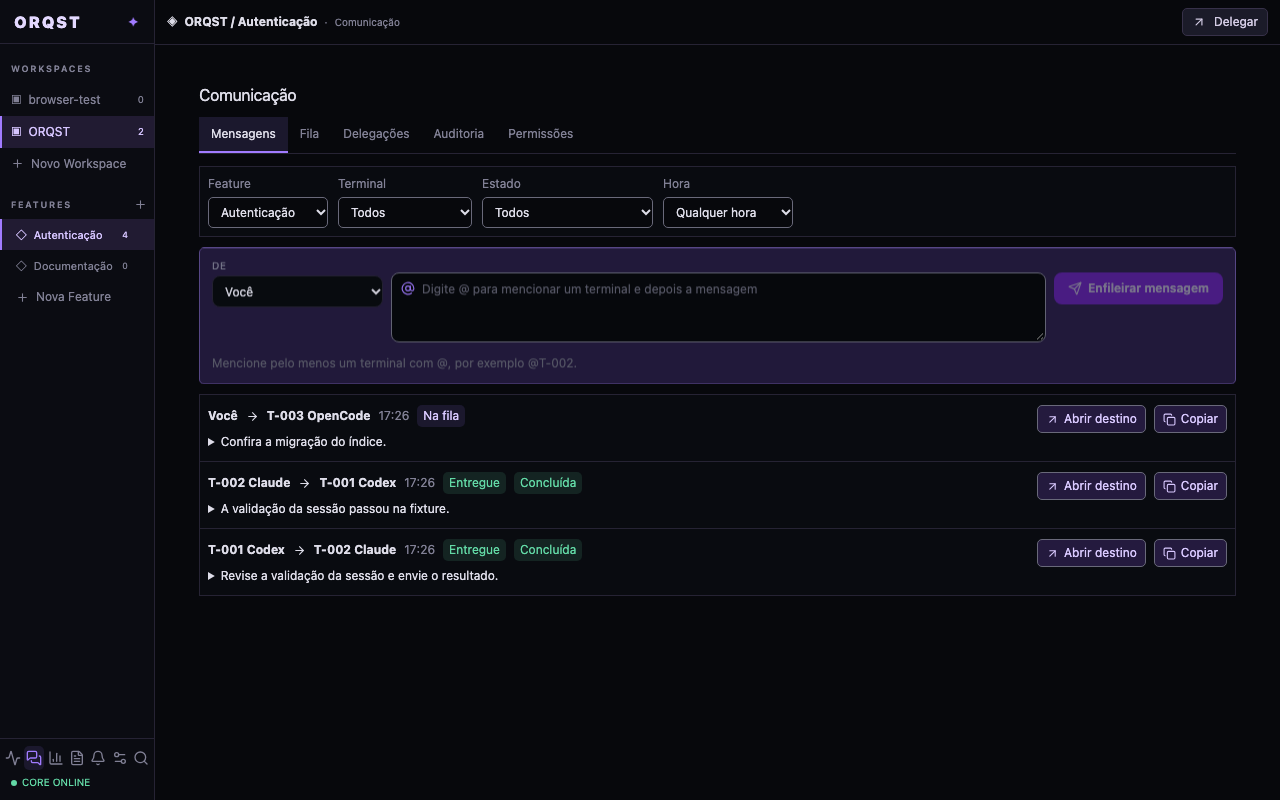 ORQST
ORQST / Autenticação · Comunicação
Delegar
WORKSPACES
browser-test 0
ORQST 2
Novo Workspace
FEATURES
Autenticação 4
Documentação 0
Nova Feature
CORE ONLINE
Comunicação
Mensagens Fila Delegações Auditoria Permissões
Feature Terminal Estado Hora
Autenticação Todos Todos Qualquer hora
DE
Você
@ Digite @ para mencionar um terminal e depois a mensagem
Enfileirar mensagem
Mencione pelo menos um terminal com @, por exemplo @T-002.
Você → T-003 OpenCode 17:26 Na fila
Abrir destino Copiar
Confira a migração do índice.
T-002 Claude → T-001 Codex 17:26 Entregue Concluída
Abrir destino Copiar
A validação da sessão passou na fixture.
T-001 Codex → T-002 Claude 17:26 Entregue Concluída
Abrir destino Copiar
Revise a validação da sessão e envie o resultado.